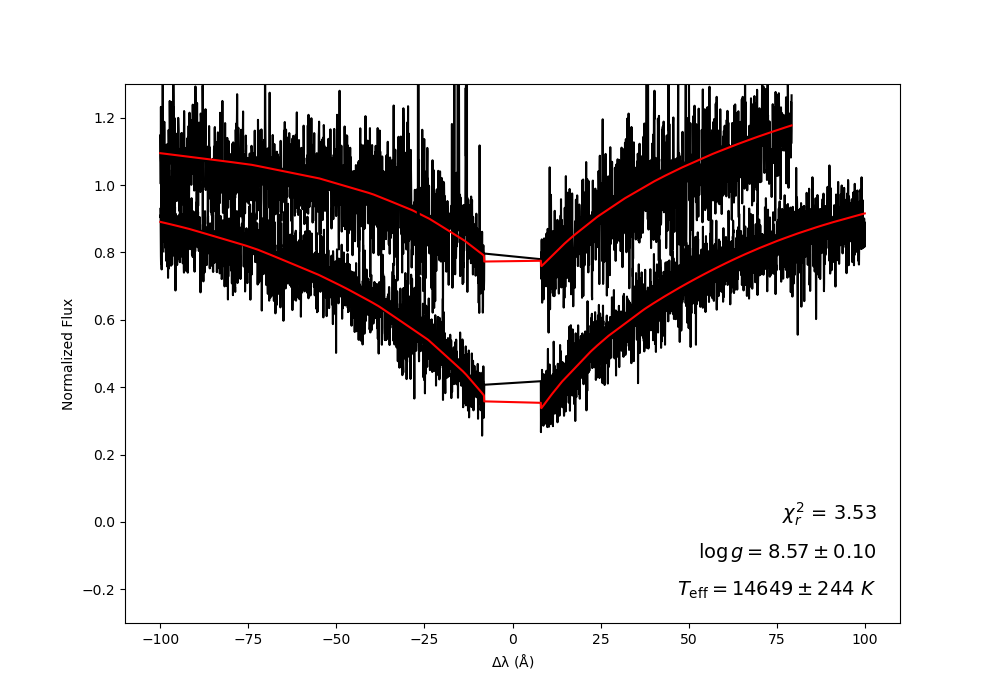 1.2
1.0
0.8
0.6
0.4
0.2
0.0
−0.2
Normalized Flux
χ²ᵣ = 3.53
log g = 8.57 ± 0.10
T_eff = 14649 ± 244 K
−100 −75 −50 −25 0 25 50 75 100
Δλ (Å)